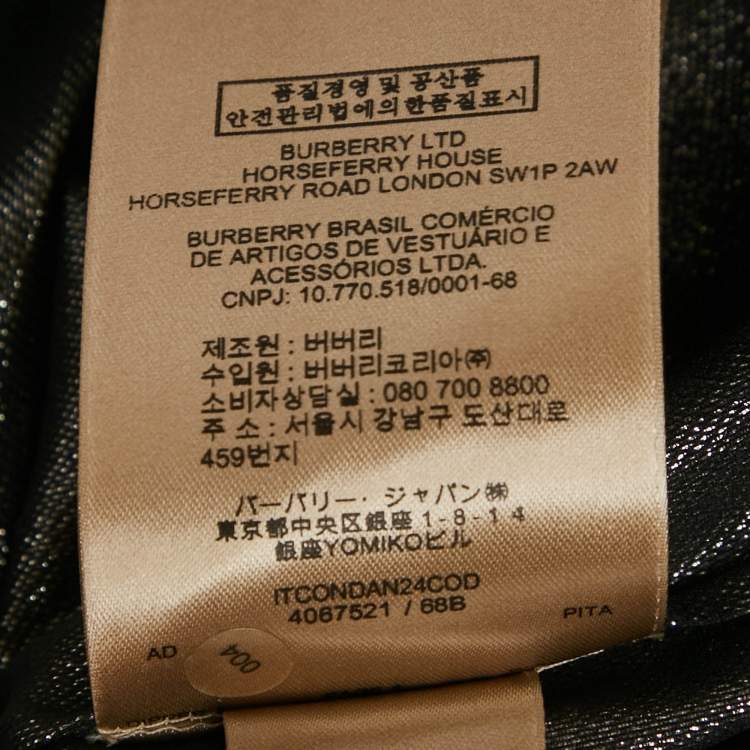 품질경영 및 공산품
안전관리법에의한품질표시
BURBERRY LTD
HORSEFERRY HOUSE
HORSEFERRY ROAD LONDON SW1P 2AW
BURBERRY BRASIL COMÉRCIO
DE ARTIGOS DE VESTUÁRIO E
ACESSÓRIOS LTDA.
CNPJ: 10.770.518/0001-68
제조원 : 버버리
수입원 : 버버리코리아㈜
소비자상담실 : 080 700 8800
주 소 : 서울시 강남구 도산대로
459번지
バーバリー・ジャパン㈱
東京都中央区銀座 1-8-14
銀座YOMIKOビル
ITCONDAN24COD
4067521 / 68B
PITA
AD
004